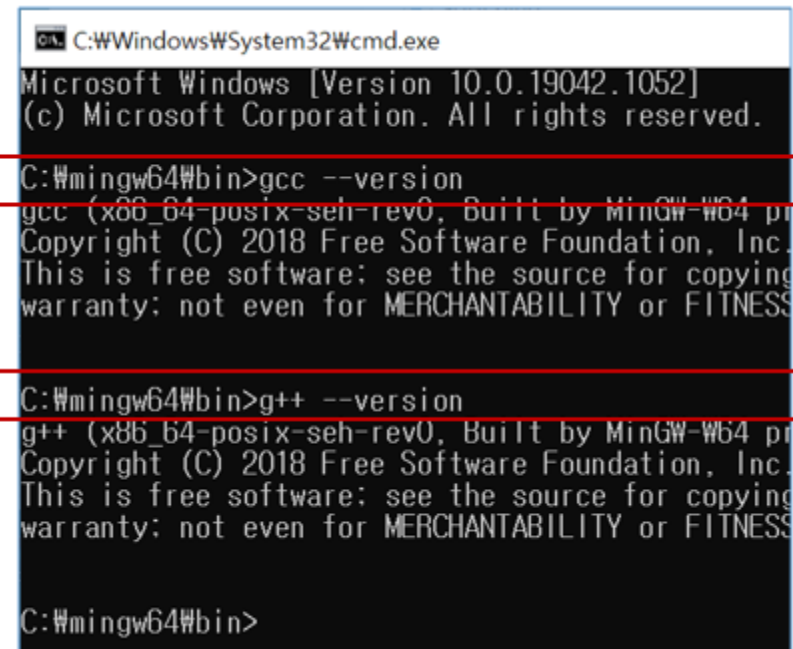 C:₩Windows₩System32₩cmd.exe
Microsoft Windows [Version 10.0.19042.1052]
(c) Microsoft Corporation. All rights reserved.
C:₩mingw64₩bin>gcc --version
gcc (x86_64-posix-seh-rev0, Built by MinGW-W64
Copyright (C) 2018 Free Software Foundation, Inc.
This is free software; see the source for copying
warranty; not even for MERCHANTABILITY or FITNESS
C:₩mingw64₩bin>g++ --version
g++ (x86_64-posix-seh-rev0, Built by MinGW-W64
Copyright (C) 2018 Free Software Foundation, Inc.
This is free software; see the source for copying
warranty; not even for MERCHANTABILITY or FITNESS
C:₩mingw64₩bin>